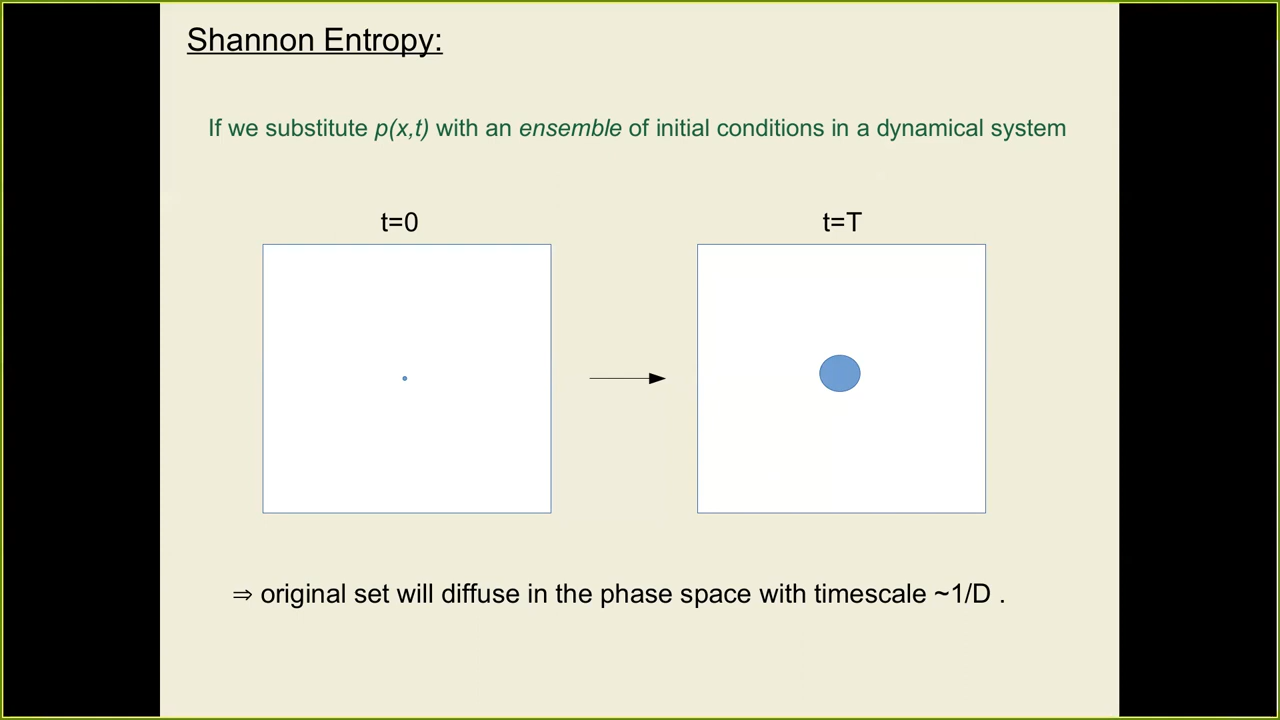 Shannon Entropy:
If we substitute p(x,t) with an ensemble of initial conditions in a dynamical system
t=0
t=T
⇒ original set will diffuse in the phase space with timescale ~1/D .